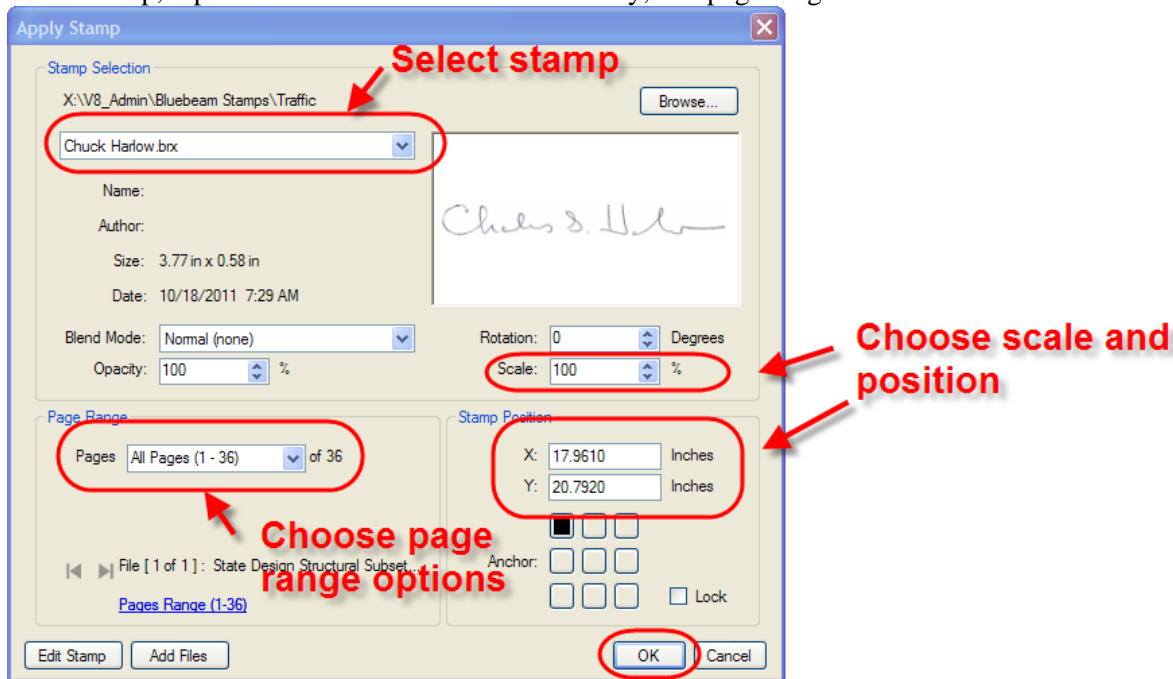 Apply Stamp
Stamp Selection
Select stamp
X:\V8_Admin\Bluebeam Stamps\Traffic
Browse...
Chuck Harlow.brx
Name:
Author:
Size: 3.77 in x 0.58 in
Date: 10/18/2011 7:29 AM
Blend Mode: Normal (none)
Rotation: 0 Degrees
Opacity: 100 %
Scale: 100 %
Choose scale and
position
Page Range
Pages All Pages (1 - 36) of 36
Stamp Position
X: 17.9610 Inches
Y: 20.7920 Inches
Choose page
range options
Anchor:
File [ 1 of 1 ] : State Design Structural Subset...
Pages Range (1-36)
Lock
Edit Stamp
Add Files
OK
Cancel